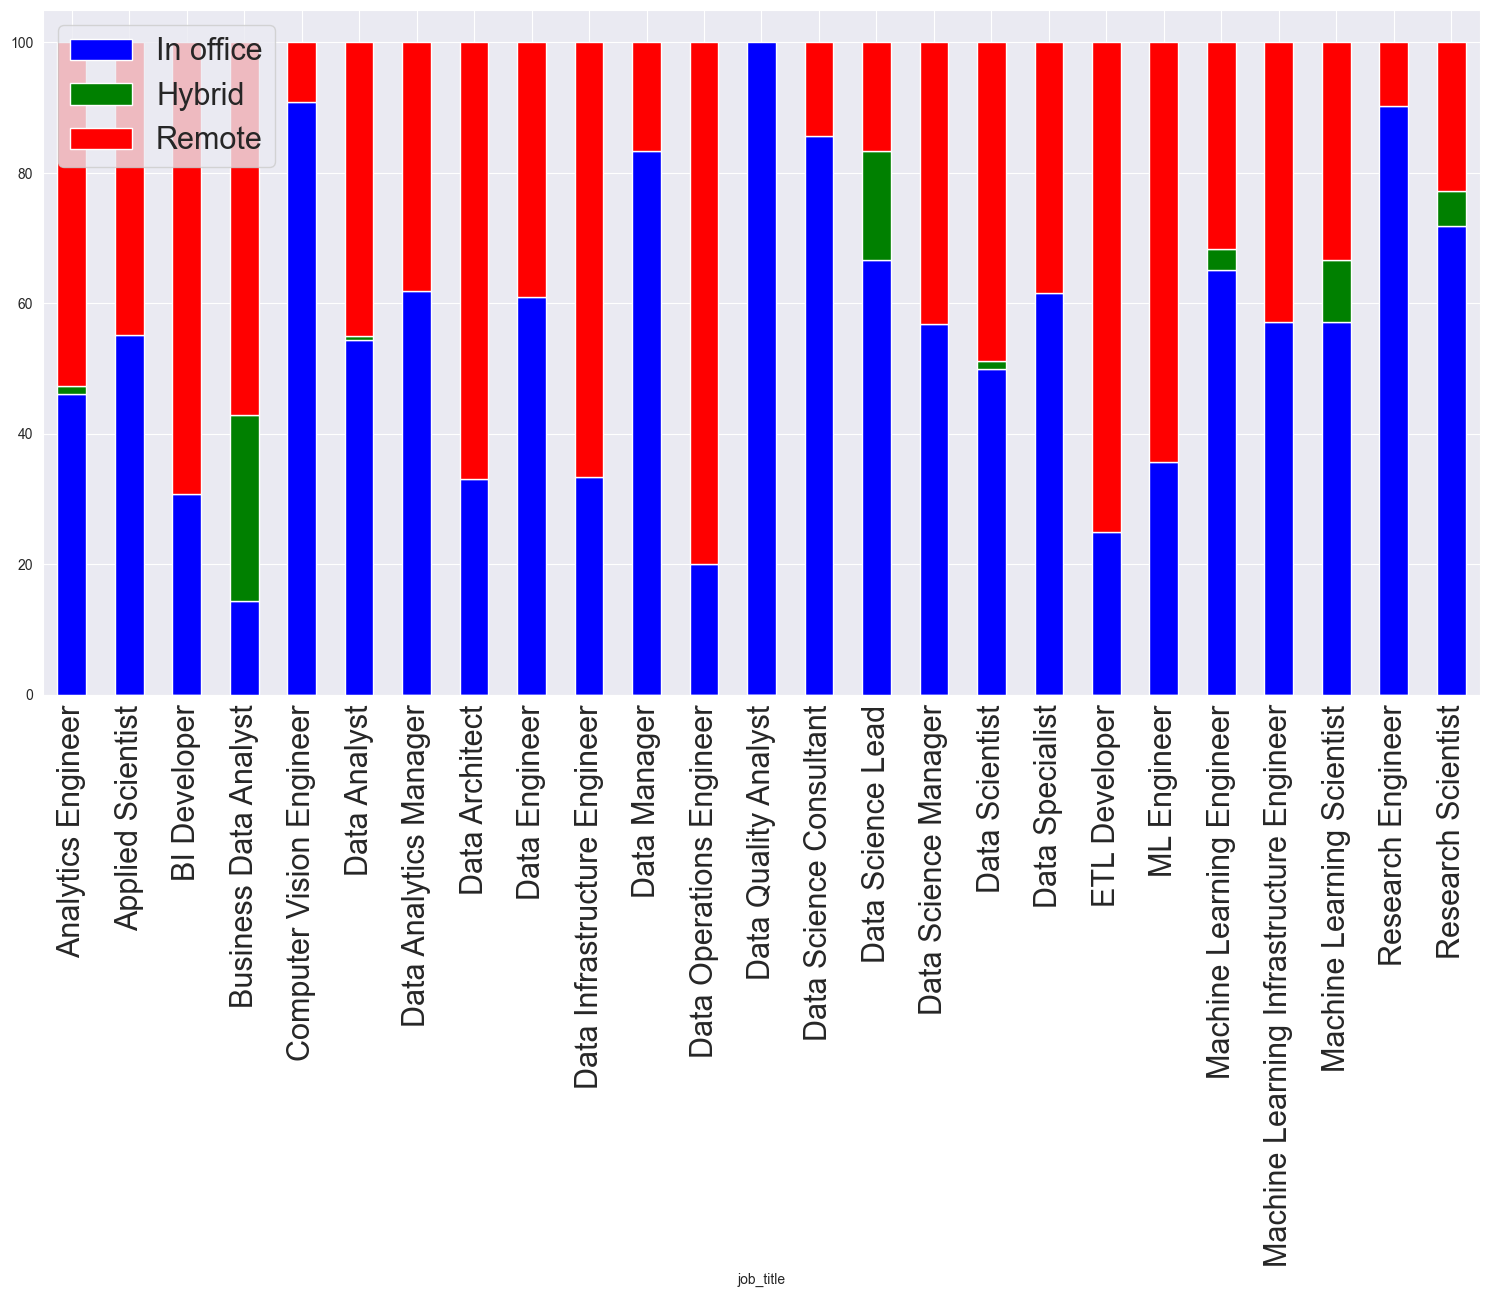 In office
Hybrid
Remote
100
80
60
40
20
0
Analytics Engineer
Applied Scientist
BI Developer
Business Data Analyst
Computer Vision Engineer
Data Analyst
Data Analytics Manager
Data Architect
Data Engineer
Data Infrastructure Engineer
Data Manager
Data Operations Engineer
Data Quality Analyst
Data Science Consultant
Data Science Lead
Data Science Manager
Data Scientist
Data Specialist
ETL Developer
ML Engineer
Machine Learning Engineer
Machine Learning Infrastructure Engineer
Machine Learning Scientist
Research Engineer
Research Scientist
job_title